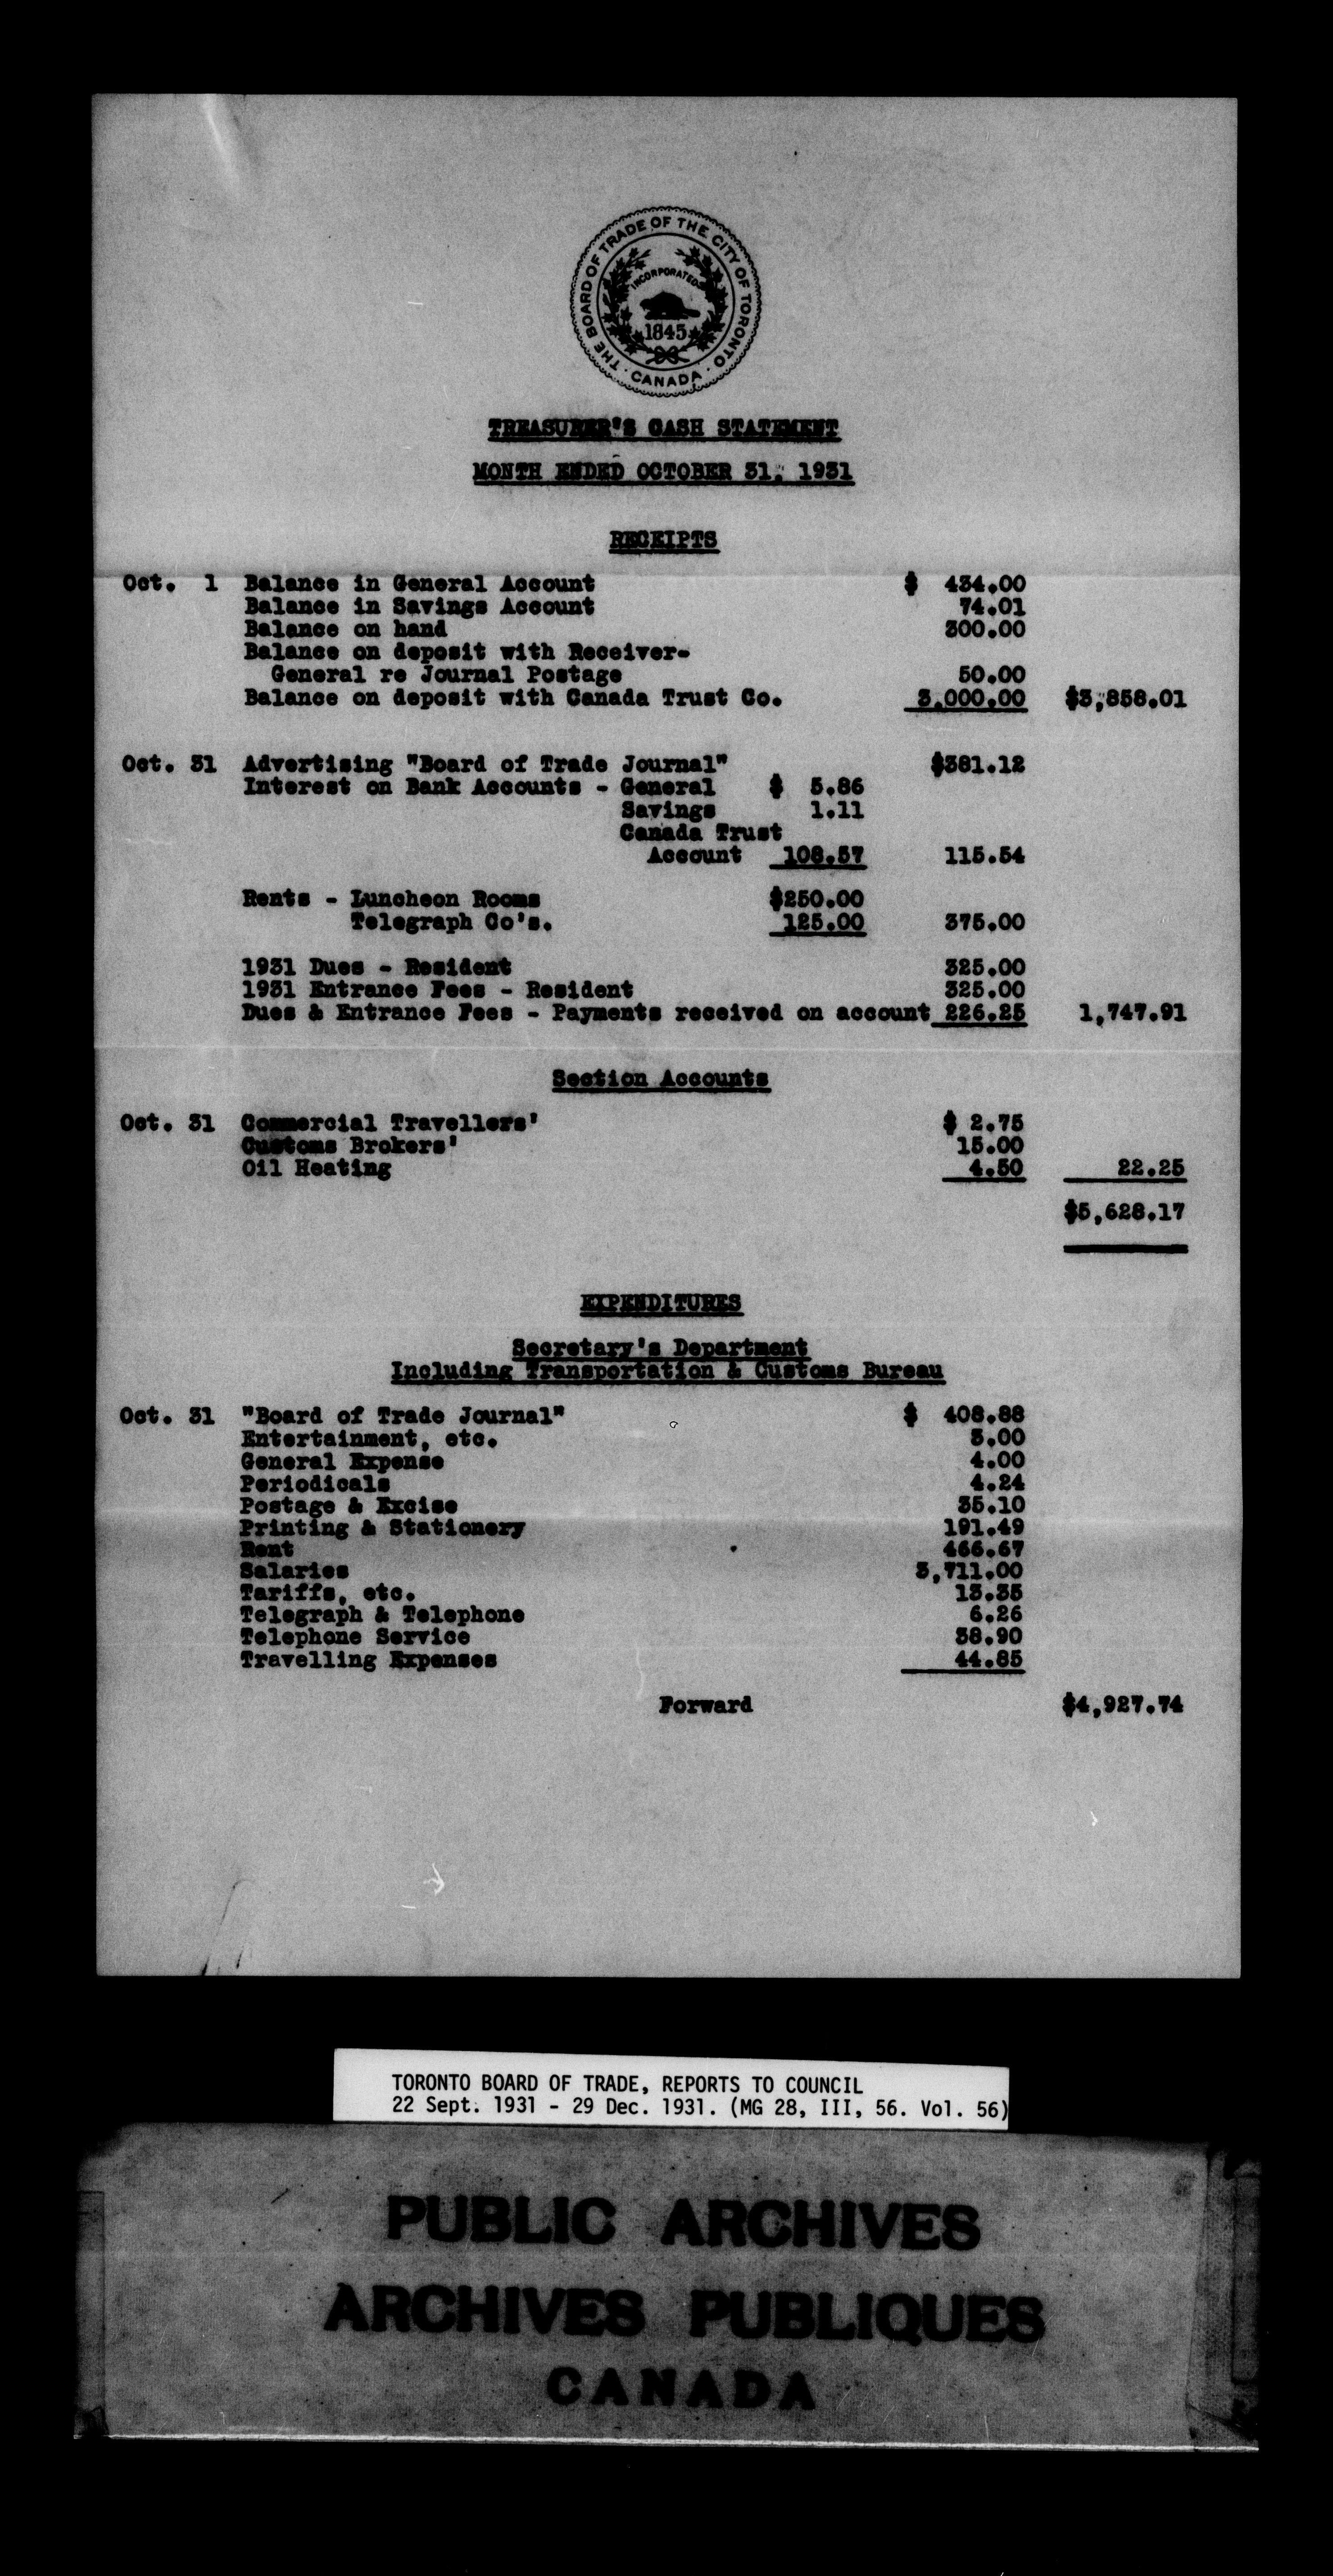 THE BOARD OF TRADE OF THE CITY OF TORONTO · CANADA ·
INCORPORATED
1845
TREASURER'S CASH STATEMENT
MONTH ENDED OCTOBER 31, 1931
RECEIPTS
Oct. 1 Balance in General Account $ 434.00
Balance in Savings Account 74.01
Balance on hand 300.00
Balance on deposit with Receiver-
General re Journal Postage 50.00
Balance on deposit with Canada Trust Co. 3,000.00 $3,858.01
Oct. 31 Advertising "Board of Trade Journal" $381.12
Interest on Bank Accounts - General $ 5.86
Savings 1.11
Canada Trust
Account 108.57 115.54
Rents - Luncheon Rooms $250.00
Telegraph Co's. 125.00 375.00
1931 Dues - Resident 325.00
1931 Entrance Fees - Resident 325.00
Dues & Entrance Fees - Payments received on account 226.25 1,747.91
Section Accounts
Oct. 31 Commercial Travellers' $ 2.75
Customs Brokers' 15.00
Oil Heating 4.50 22.25
$5,628.17
EXPENDITURES
Secretary's Department
Including Transportation & Customs Bureau
Oct. 31 "Board of Trade Journal" $ 408.88
Entertainment, etc. 3.00
General Expense 4.00
Periodicals 4.24
Postage & Excise 35.10
Printing & Stationery 191.49
Rent 466.67
Salaries 3,711.00
Tariffs, etc. 13.35
Telegraph & Telephone 6.26
Telephone Service 38.90
Travelling Expenses 44.85
Forward $4,927.74
TORONTO BOARD OF TRADE, REPORTS TO COUNCIL
22 Sept. 1931 - 29 Dec. 1931. (MG 28, III, 56. Vol. 56)
PUBLIC ARCHIVES
ARCHIVES PUBLIQUES
CANADA